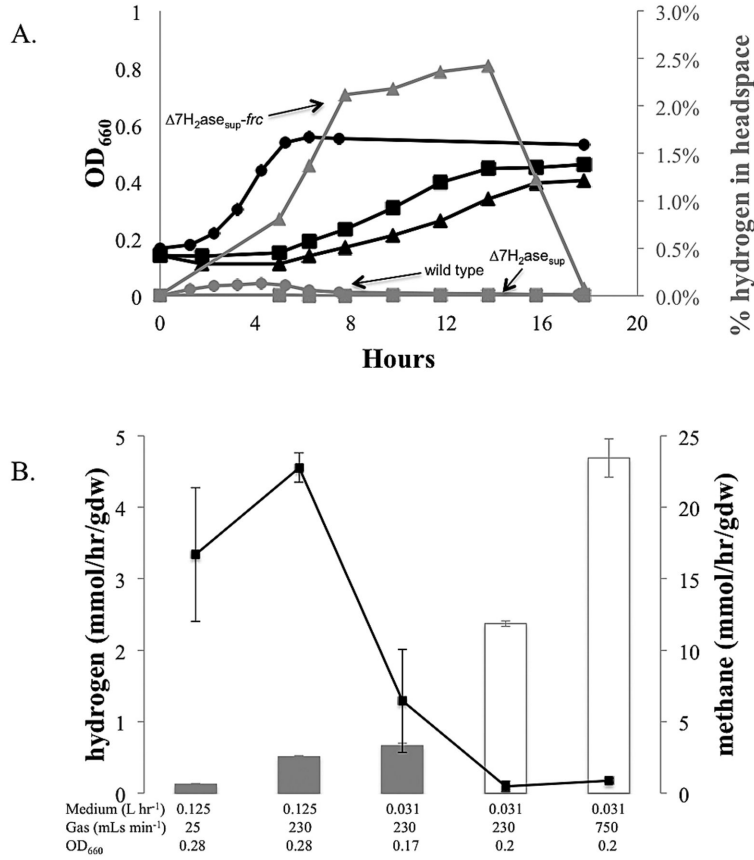 A.
1
0.8
0.6
0.4
0.2
0
OD₆₆₀
3.0%
2.5%
2.0%
1.5%
1.0%
0.5%
0.0%
% hydrogen in headspace
Δ7H₂ase_sup-frc
wild type
Δ7H₂ase_sup
0 4 8 12 16 20
Hours
B.
5
4
3
2
1
0
hydrogen (mmol/hr/gdw)
25
20
15
10
5
0
methane (mmol/hr/gdw)
Medium (L hr⁻¹) 0.125 0.125 0.031 0.031 0.031
Gas (mLs min⁻¹) 25 230 230 230 750
OD₆₆₀ 0.28 0.28 0.17 0.2 0.2